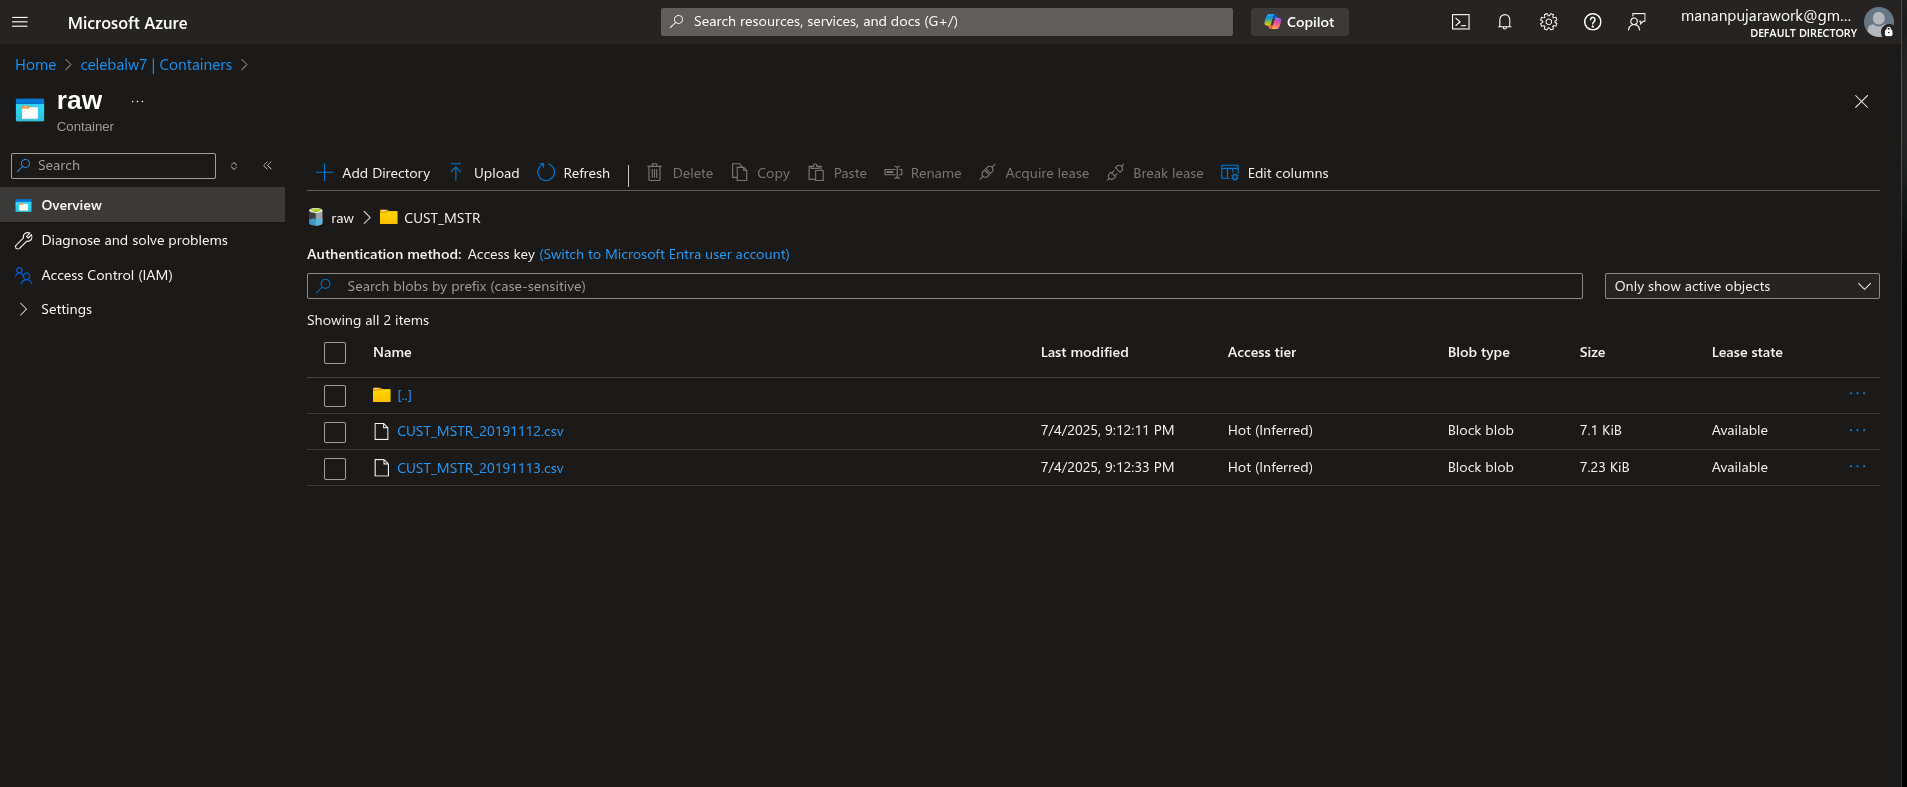 Microsoft Azure
Search resources, services, and docs (G+/)
Copilot
mananpujarawork@gm...
DEFAULT DIRECTORY
Home > celebalw7 | Containers >
raw ...
Container
Search
Overview
Diagnose and solve problems
Access Control (IAM)
Settings
Add Directory Upload Refresh Delete Copy Paste Rename Acquire lease Break lease Edit columns
raw > CUST_MSTR
Authentication method: Access key (Switch to Microsoft Entra user account)
Search blobs by prefix (case-sensitive)
Only show active objects
Showing all 2 items
Name Last modified Access tier Blob type Size Lease state
[..]
CUST_MSTR_20191112.csv 7/4/2025, 9:12:11 PM Hot (Inferred) Block blob 7.1 KiB Available
CUST_MSTR_20191113.csv 7/4/2025, 9:12:33 PM Hot (Inferred) Block blob 7.23 KiB Available